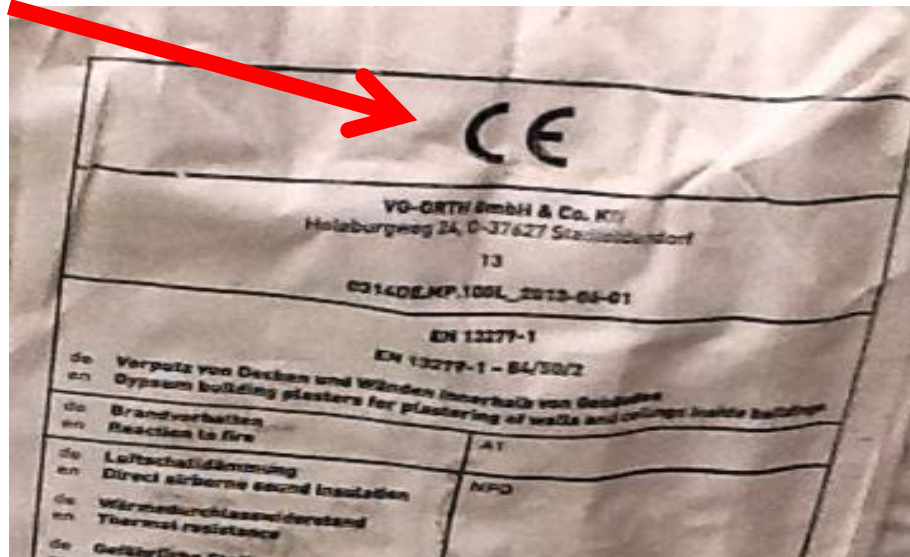 CE
VG-ORTH GmbH & Co. KG
Holeburgweg 24, D-37627 Stadtoldendorf
13
EN 13279-1
EN 13279-1 - B4/50/2
de Verputz von Decken und Wänden innerhalb von Gebäuden
en Gypsum building plasters for plastering of walls and ceilings inside buildings
de Brandverhalten
en Reaction to fire
A1
de Luftschalldämmung
en Direct airborne sound insulation
NPD
de Wärmedurchlasswiderstand
en Thermal resistance
de